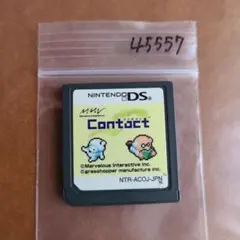 45557
NINTENDO DS
Contact
©Marvelous Interactive Inc.
©grasshopper manufacture inc.
NTR-ACOJ-JPN